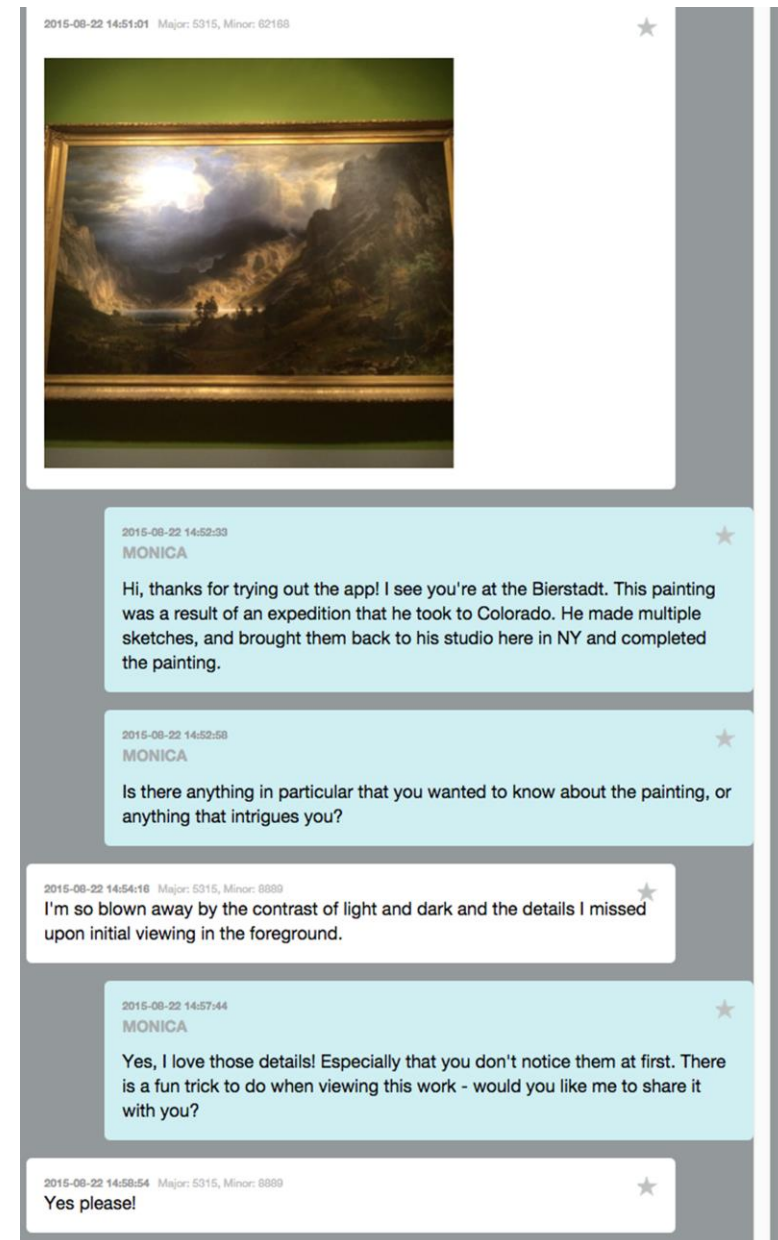 2015-08-22 14:51:01 Major: 5315, Minor: 62168
2015-08-22 14:52:33
MONICA
Hi, thanks for trying out the app! I see you're at the Bierstadt. This painting
was a result of an expedition that he took to Colorado. He made multiple
sketches, and brought them back to his studio here in NY and completed
the painting.
2015-08-22 14:52:58
MONICA
Is there anything in particular that you wanted to know about the painting, or
anything that intrigues you?
2015-08-22 14:54:16 Major: 5315, Minor: 8889
I'm so blown away by the contrast of light and dark and the details I missed
upon initial viewing in the foreground.
2015-08-22 14:57:44
MONICA
Yes, I love those details! Especially that you don't notice them at first. There
is a fun trick to do when viewing this work - would you like me to share it
with you?
2015-08-22 14:58:54 Major: 5315, Minor: 8889
Yes please!